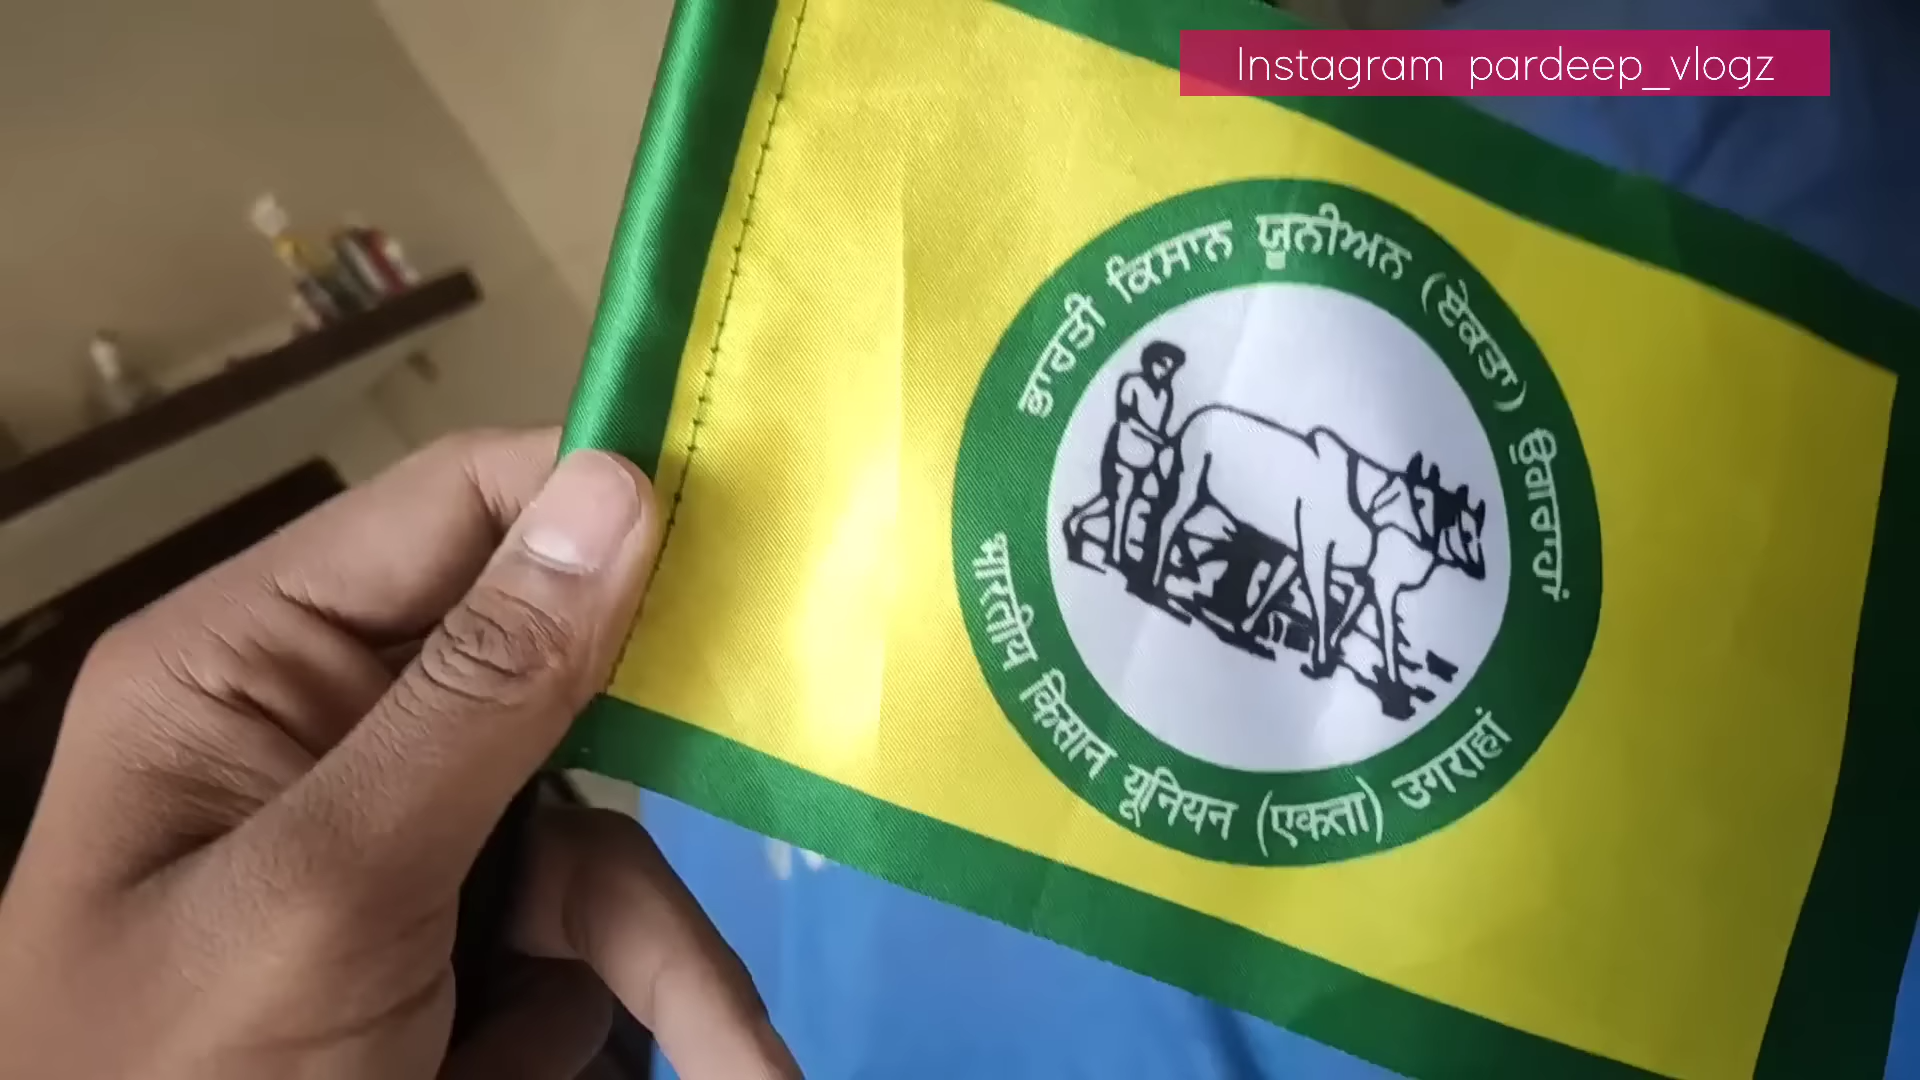 Instagram pardeep_vlogz
ਭਾਰਤੀ ਕਿਸਾਨ ਯੂਨੀਅਨ (ਏਕਤਾ) ਉਗਰਾਹਾਂ
भारतीय किसान यूनियन (एकता) उगराहां